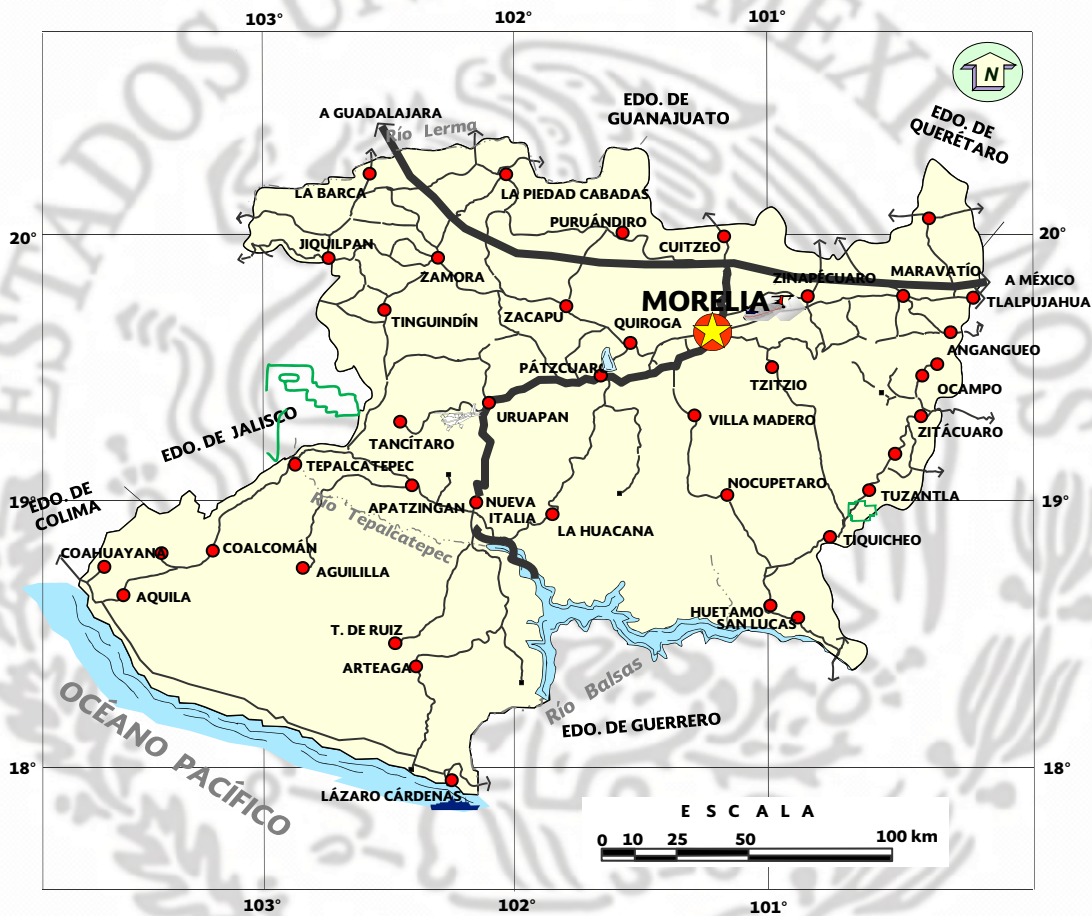 ESTADOS UNIDOS MEXICANOS
103°
102°
101°
N
A GUADALAJARA
Río Lerma
EDO. DE
GUANAJUATO
EDO. DE
QUERÉTARO
LA BARCA
LA PIEDAD CABADAS
PURUÁNDIRO
20°
20°
JIQUILPAN
CUITZEO
ZAMORA
ZINAPÉCUARO
MARAVATÍO
A MÉXICO
MORELIA
TLALPUJAHUA
TINGUINDÍN
ZACAPU
QUIROGA
ANGANGUEO
PÁTZCUARO
TZITZIO
OCAMPO
EDO. DE JALISCO
URUAPAN
VILLA MADERO
TANCÍTARO
ZITÁCUARO
TEPALCATEPEC
19°
19°
EDO. DE
COLIMA
Río Tepalcatepec
APATZINGAN
NUEVA
ITALIA
NOCUPETARO
TUZANTLA
LA HUACANA
TIQUICHEO
COAHUAYANA
COALCOMÁN
AGUILILLA
AQUILA
HUETAMO
SAN LUCAS
T. DE RUIZ
ARTEAGA
Río Balsas
EDO. DE GUERRERO
OCÉANO PACÍFICO
18°
18°
LÁZARO CÁRDENAS
E S C A L A
0 10 25 50 100 km
103°
102°
101°